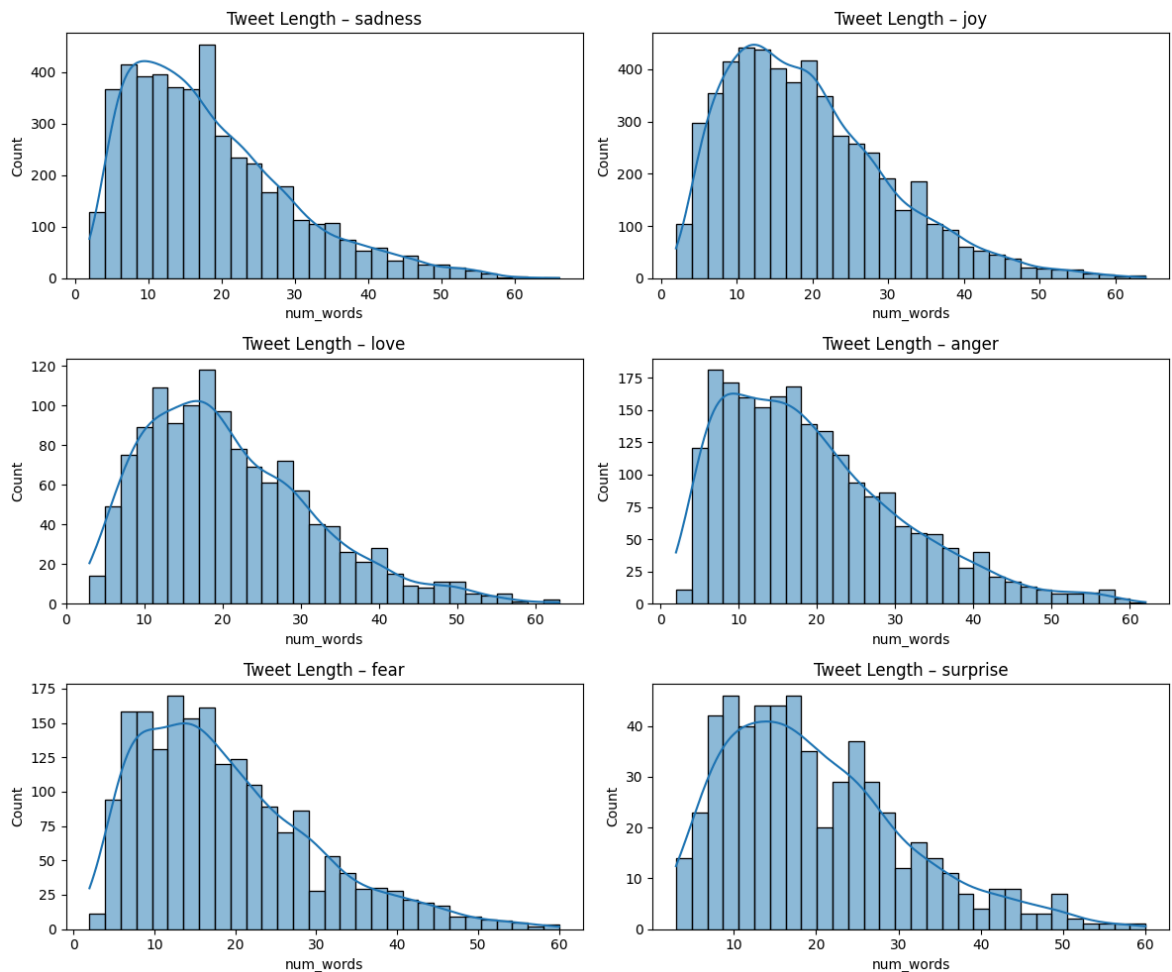 Tweet Length – sadness
Count
400
300
200
100
0
0 10 20 30 40 50 60
num_words
Tweet Length – joy
Count
400
300
200
100
0
0 10 20 30 40 50 60
num_words
Tweet Length – love
Count
120
100
80
60
40
20
0
0 10 20 30 40 50 60
num_words
Tweet Length – anger
Count
175
150
125
100
75
50
25
0
0 10 20 30 40 50 60
num_words
Tweet Length – fear
Count
175
150
125
100
75
50
25
0
0 10 20 30 40 50 60
num_words
Tweet Length – surprise
Count
40
30
20
10
0
10 20 30 40 50 60
num_words